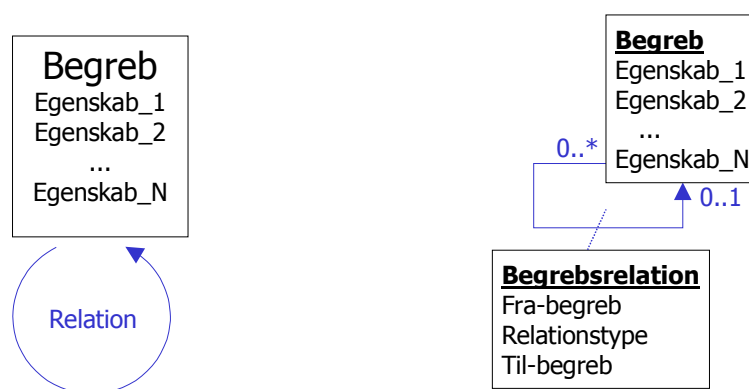 Begreb
Egenskab_1
Egenskab_2
...
Egenskab_N
Relation
Begreb
Egenskab_1
Egenskab_2
...
Egenskab_N
0..*
0..1
Begrebsrelation
Fra-begreb
Relationstype
Til-begreb